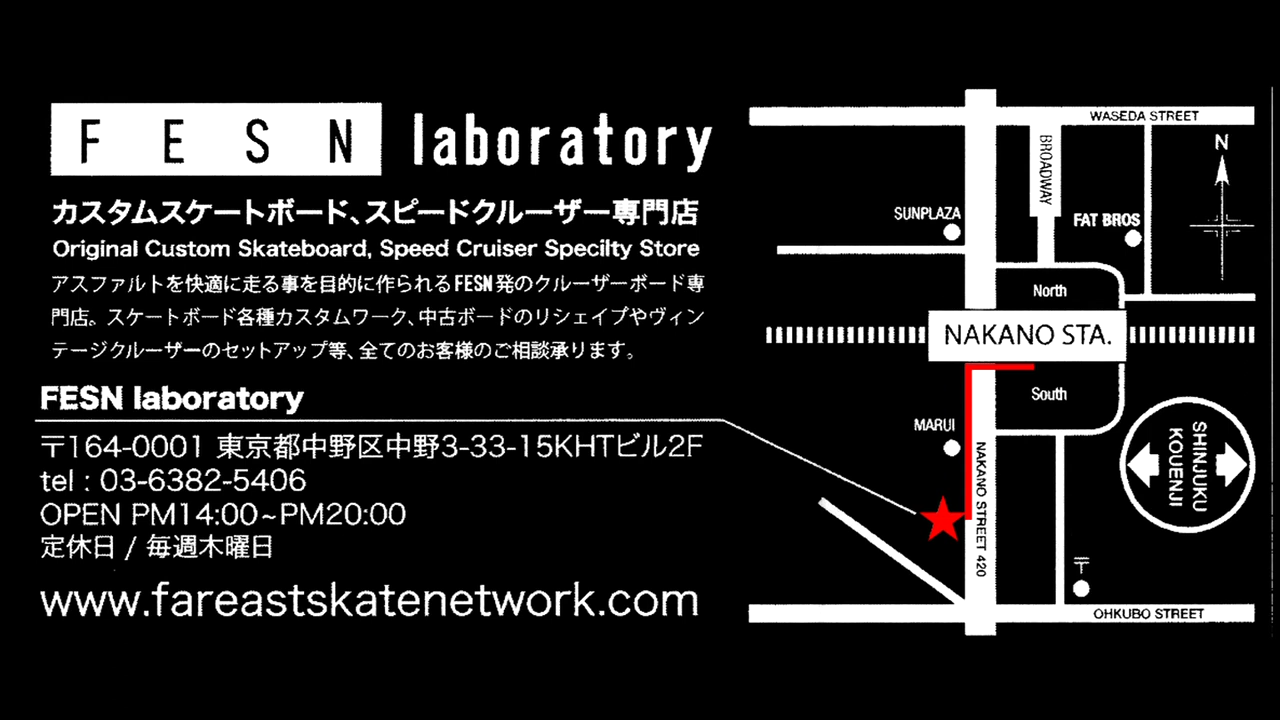 FESN laboratory
カスタムスケートボード、スピードクルーザー専門店
Original Custom Skateboard, Speed Cruiser Specilty Store
アスファルトを快適に走る事を目的に作られるFESN発のクルーザーボード専
門店。スケートボード各種カスタムワーク、中古ボードのリシェイプやヴィン
テージクルーザーのセットアップ等、全てのお客様のご相談承ります。
FESN laboratory
〒164-0001 東京都中野区中野3-33-15KHTビル2F
tel : 03-6382-5406
OPEN PM14:00~PM20:00
定休日 / 毎週木曜日
www.fareastskatenetwork.com
WASEDA STREET
BROADWAY
N
SUNPLAZA
FAT BROS
North
NAKANO STA.
South
MARUI
NAKANO STREET 420
SHINJUKU
KOUENJI
〒
OHKUBO STREET